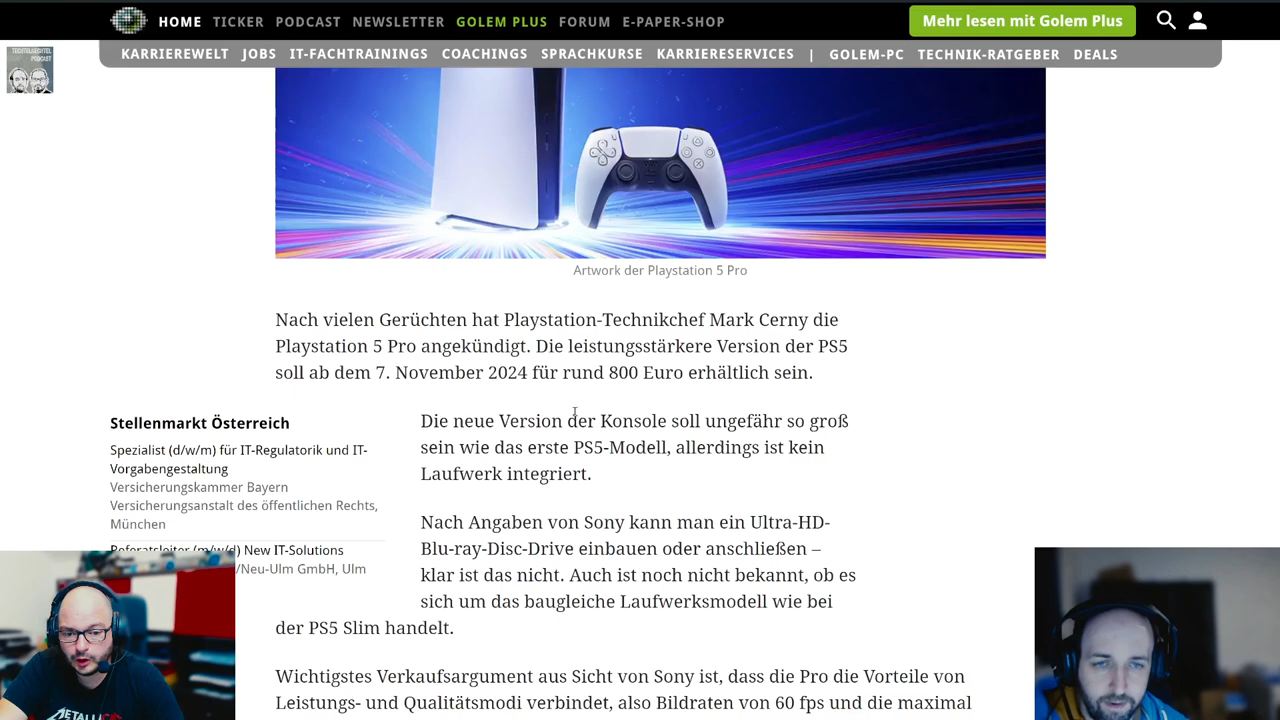 HOME TICKER PODCAST NEWSLETTER GOLEM PLUS FORUM E-PAPER-SHOP
Mehr lesen mit Golem Plus
KARRIEREWELT JOBS IT-FACHTRAININGS COACHINGS SPRACHKURSE KARRIERESERVICES | GOLEM-PC TECHNIK-RATGEBER DEALS
PODCAST
Artwork der Playstation 5 Pro
Nach vielen Gerüchten hat Playstation-Technikchef Mark Cerny die
Playstation 5 Pro angekündigt. Die leistungsstärkere Version der PS5
soll ab dem 7. November 2024 für rund 800 Euro erhältlich sein.
Stellenmarkt Österreich
Spezialist (d/w/m) für IT-Regulatorik und IT-
Vorgabengestaltung
Versicherungskammer Bayern
Versicherungsanstalt des öffentlichen Rechts,
München
Referatsleiter (m/w/d) New IT-Solutions
/Neu-Ulm GmbH, Ulm
Die neue Version der Konsole soll ungefähr so groß
sein wie das erste PS5-Modell, allerdings ist kein
Laufwerk integriert.
Nach Angaben von Sony kann man ein Ultra-HD-
Blu-ray-Disc-Drive einbauen oder anschließen –
klar ist das nicht. Auch ist noch nicht bekannt, ob es
sich um das baugleiche Laufwerksmodell wie bei
der PS5 Slim handelt.
Wichtigstes Verkaufsargument aus Sicht von Sony ist, dass die Pro die Vorteile von
Leistungs- und Qualitätsmodi verbindet, also Bildraten von 60 fps und die maximal